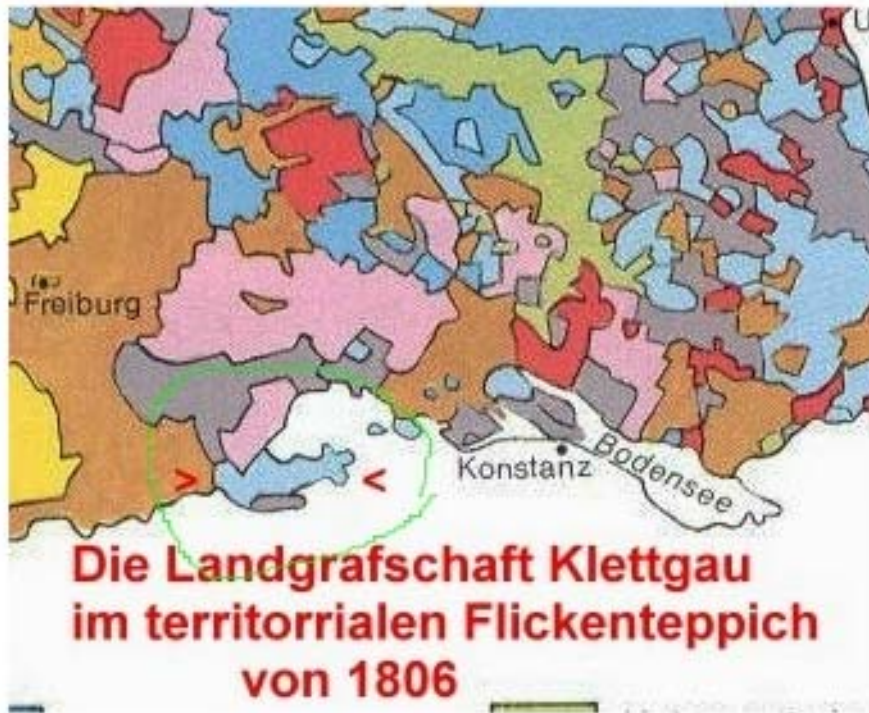 U
Freiburg
Konstanz
Bodensee
> <
Die Landgrafschaft Klettgau
im territorrialen Flickenteppich
von 1806